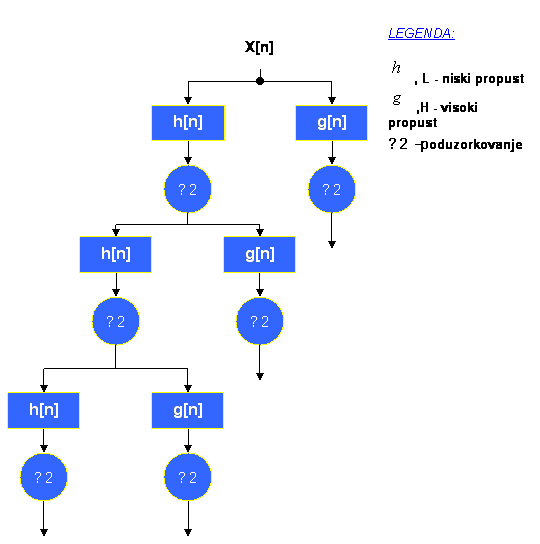 LEGENDA:
X[n]
h
, L - niski propust
g
,H - visoki
propust
? 2 –poduzorkovanje
h[n]
g[n]
? 2
? 2
h[n]
g[n]
? 2
? 2
h[n]
g[n]
? 2
? 2